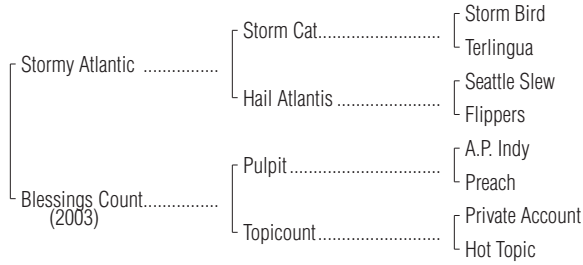 Storm Bird
Storm Cat..................................
Terlingua
Stormy Atlantic ...............
Seattle Slew
Hail Atlantis ............................
Flippers
A.P. Indy
Pulpit.........................................
Preach
Blessings Count...............
(2003)
Private Account
Topicount..................................
Hot Topic